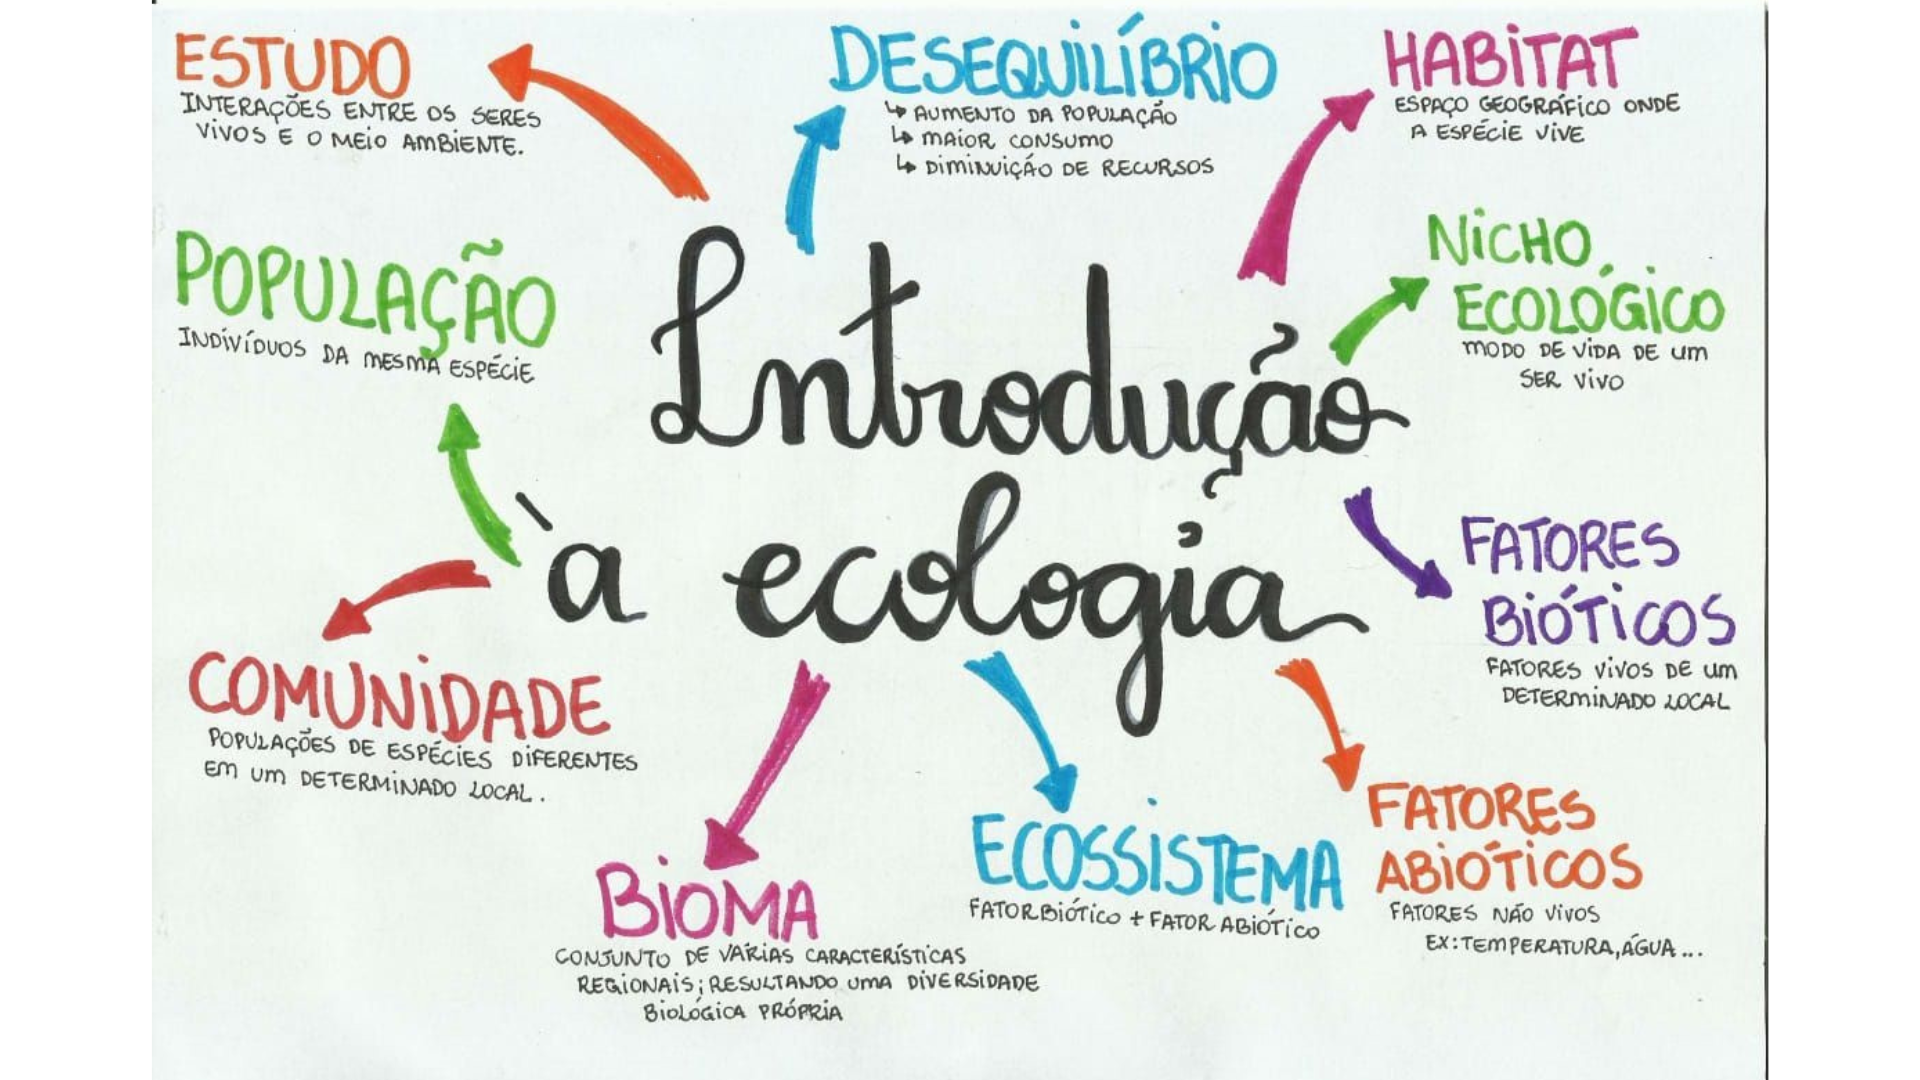 ESTUDO
INTERAÇÕES ENTRE OS SERES
VIVOS E O MEIO AMBIENTE.
DESEQUILÍBRIO
↳ AUMENTO DA POPULAÇÃO
↳ MAIOR CONSUMO
↳ DIMINUIÇÃO DE RECURSOS
HABITAT
ESPAÇO GEOGRÁFICO ONDE
A ESPÉCIE VIVE
POPULAÇÃO
INDIVÍDUOS DA MESMA ESPÉCIE
NICHO
ECOLÓGICO
MODO DE VIDA DE UM
SER VIVO
Introdução
à ecologia
FATORES
BIÓTICOS
FATORES VIVOS DE UM
DETERMINADO LOCAL
COMUNIDADE
POPULAÇÕES DE ESPÉCIES DIFERENTES
EM UM DETERMINADO LOCAL.
BIOMA
CONJUNTO DE VÁRIAS CARACTERÍSTICAS
REGIONAIS; RESULTANDO UMA DIVERSIDADE
BIOLÓGICA PRÓPRIA
ECOSSISTEMA
FATOR BIÓTICO + FATOR ABIÓTICO
FATORES
ABIÓTICOS
FATORES NÃO VIVOS
EX: TEMPERATURA, ÁGUA...